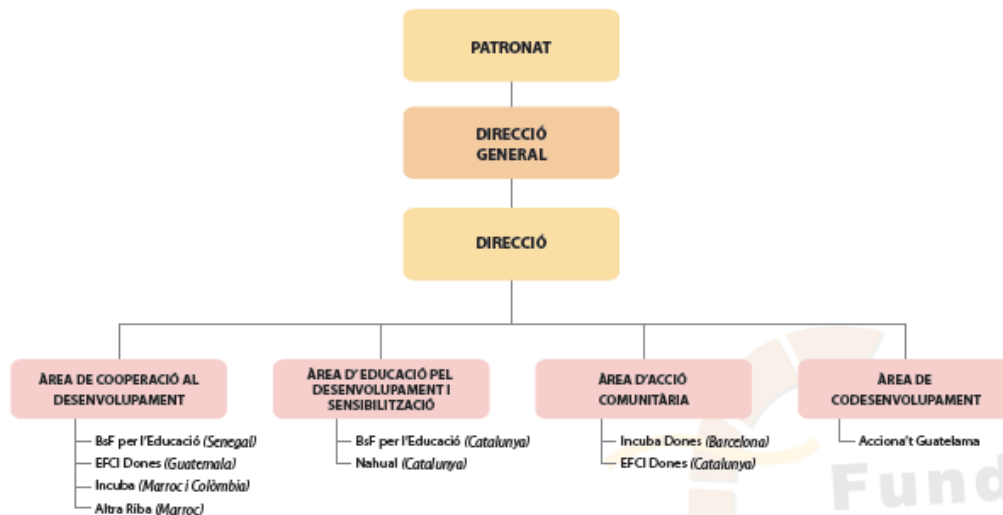 PATRONAT
DIRECCIÓ
GENERAL
DIRECCIÓ
ÀREA DE COOPERACIÓ AL
DESENVOLUPAMENT
BsF per l'Educació (Senegal)
EFCI Dones (Guatemala)
Incuba (Marroc i Colòmbia)
Altra Riba (Marroc)
ÀREA D'EDUCACIÓ PEL
DESENVOLUPAMENT I
SENSIBILITZACIÓ
BsF per l'Educació (Catalunya)
Nahual (Catalunya)
ÀREA D'ACCIÓ
COMUNITÀRIA
Incuba Dones (Barcelona)
EFCI Dones (Catalunya)
ÀREA DE
CODESENVOLUPAMENT
Acciona't Guatelama
Fund